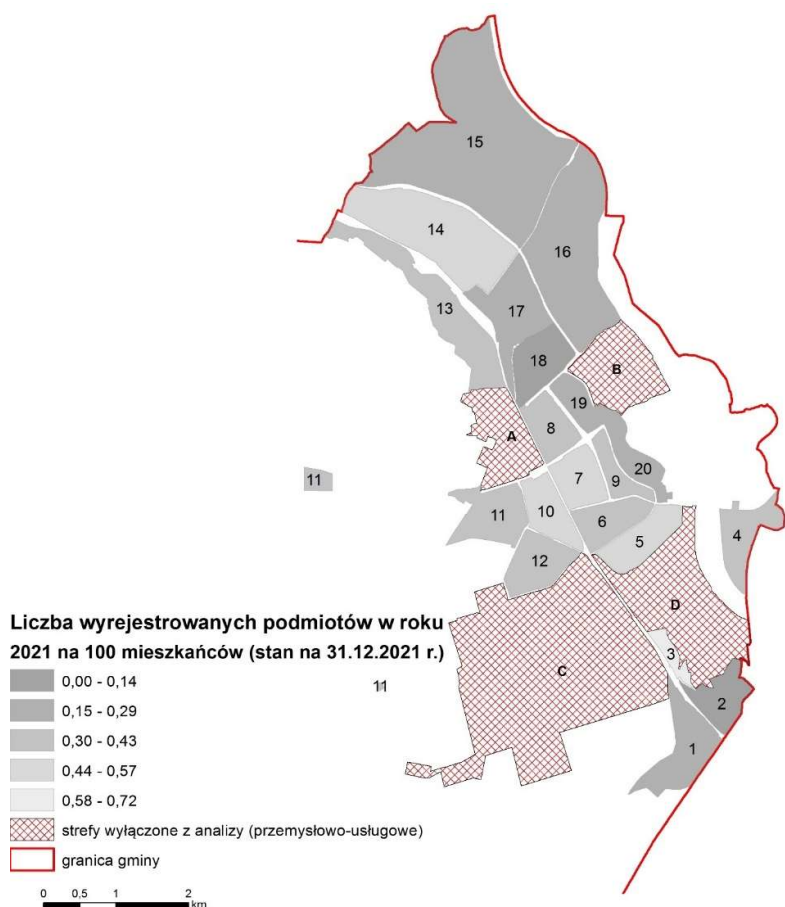 15
14
16
13
17
18
B
19
8
A
20
7
9
11
11
10
6
4
5
12
Liczba wyrejestrowanych podmiotów w roku
2021 na 100 mieszkańców (stan na 31.12.2021 r.)
D
3
C
11
2
1
0,00 - 0,14
0,15 - 0,29
0,30 - 0,43
0,44 - 0,57
0,58 - 0,72
strefy wyłączone z analizy (przemysłowo-usługowe)
granica gminy
0 0,5 1 2
km